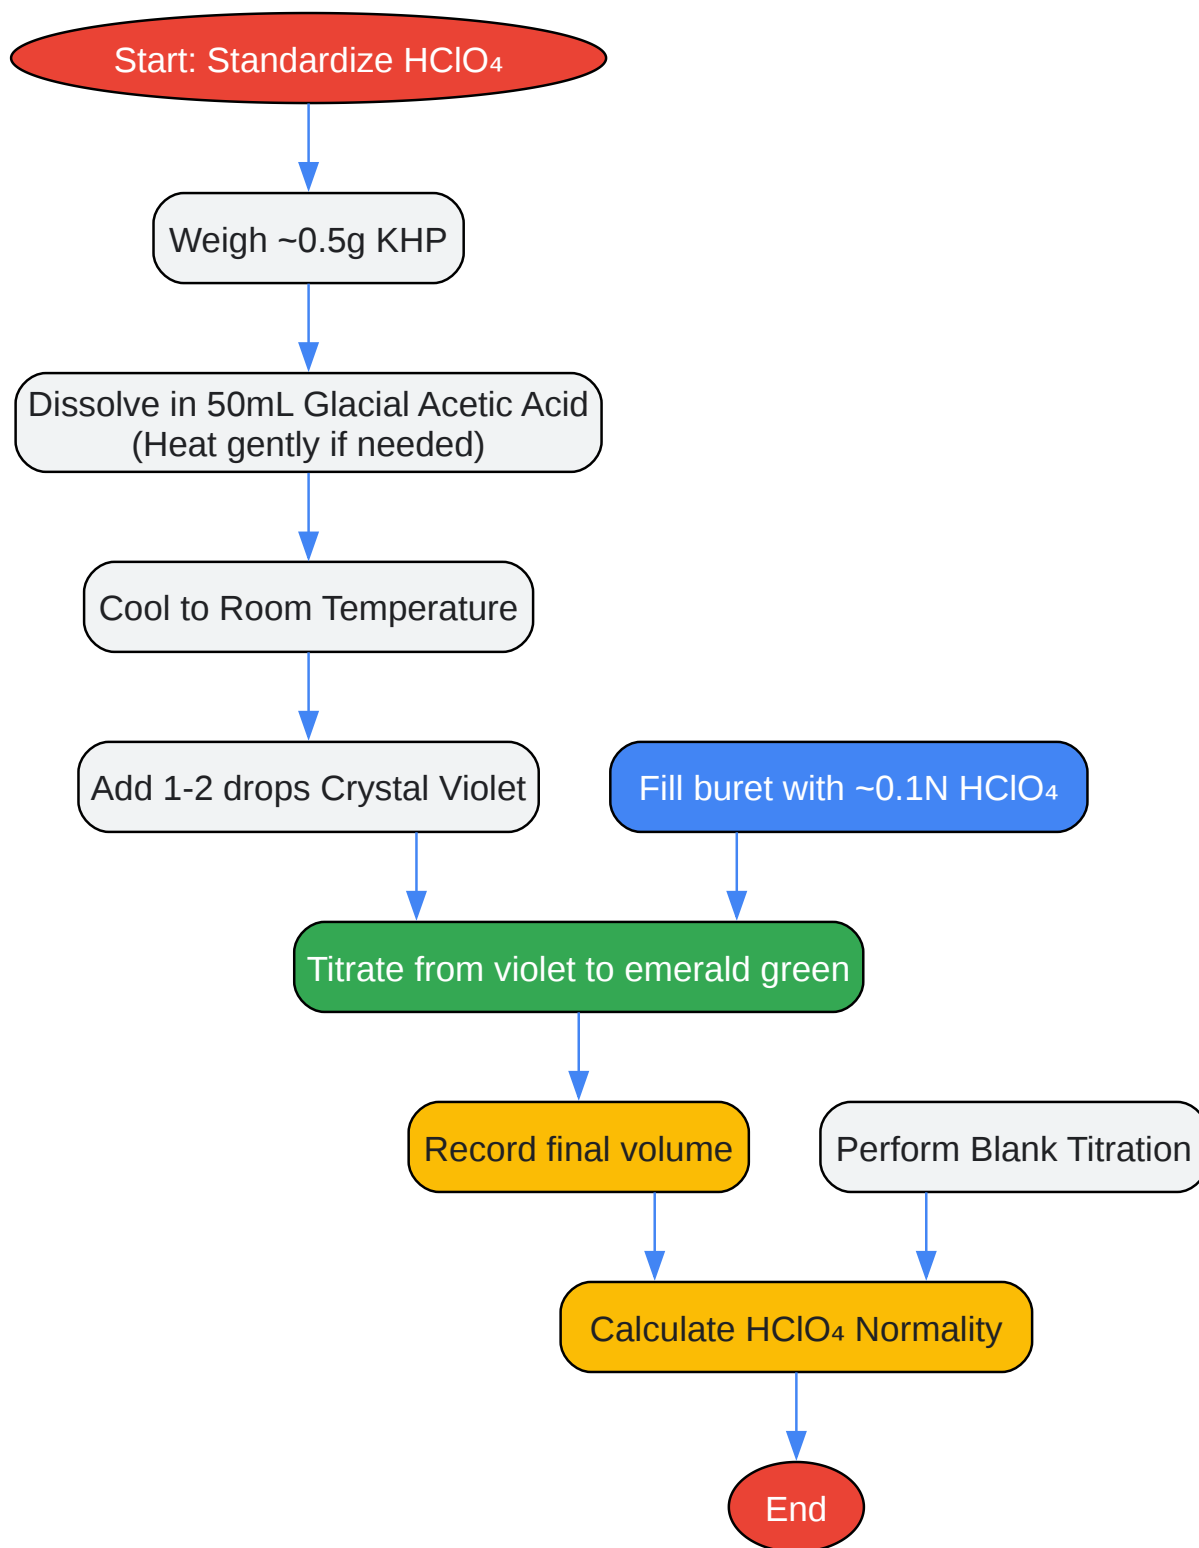 Start: Standardize HClO₄
Weigh ~0.5g KHP
Dissolve in 50mL Glacial Acetic Acid
(Heat gently if needed)
Cool to Room Temperature
Add 1-2 drops Crystal Violet
Fill buret with ~0.1N HClO₄
Titrate from violet to emerald green
Record final volume
Perform Blank Titration
Calculate HClO₄ Normality
End